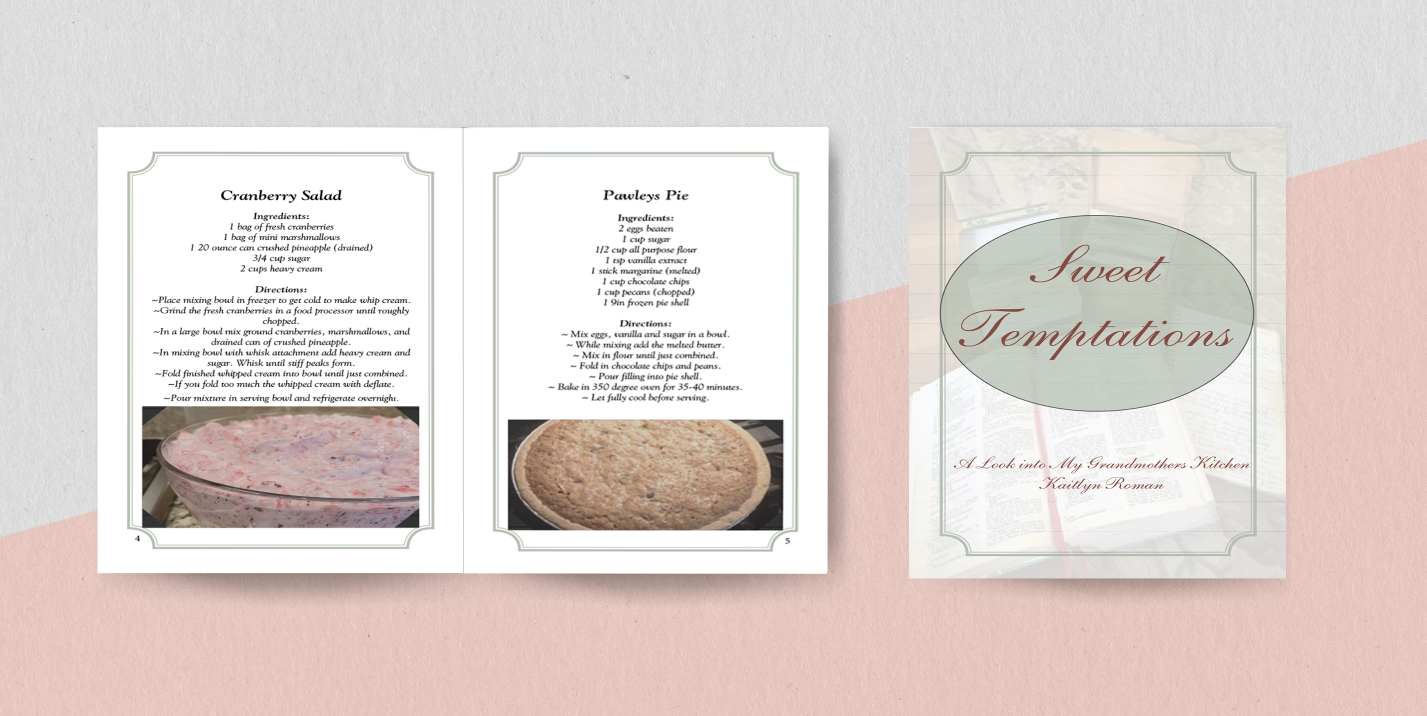 Cranberry Salad
Ingredients:
1 bag of fresh cranberries
1 bag of mini marshmallows
1 20 ounce can crushed pineapple (drained)
3/4 cup sugar
2 cups heavy cream
Directions:
~Place mixing bowl in freezer to get cold to make whip cream.
~Grind the fresh cranberries in a food processor until roughly
chopped.
~In a large bowl mix ground cranberries, marshmallows, and
drained can of crushed pineapple.
~In mixing bowl with whisk attachment add heavy cream and
sugar. Whisk until stiff peaks form.
~Fold finished whipped cream into bowl until just combined.
~If you fold too much the whipped cream with deflate.
~Pour mixture in serving bowl and refrigerate overnight.
4
Pawleys Pie
Ingredients:
2 eggs beaten
1 cup sugar
1/2 cup all purpose flour
1 tsp vanilla extract
1 stick margarine (melted)
1 cup chocolate chips
1 cup pecans (chopped)
1 9in frozen pie shell
Directions:
~ Mix eggs, vanilla and sugar in a bowl.
~ While mixing add the melted butter.
~ Mix in flour until just combined.
~ Fold in chocolate chips and peans.
~ Pour filling into pie shell.
~ Bake in 350 degree oven for 35-40 minutes.
~ Let fully cool before serving.
5
Sweet
Temptations
A Look into My Grandmothers Kitchen
Kaitlyn Roman